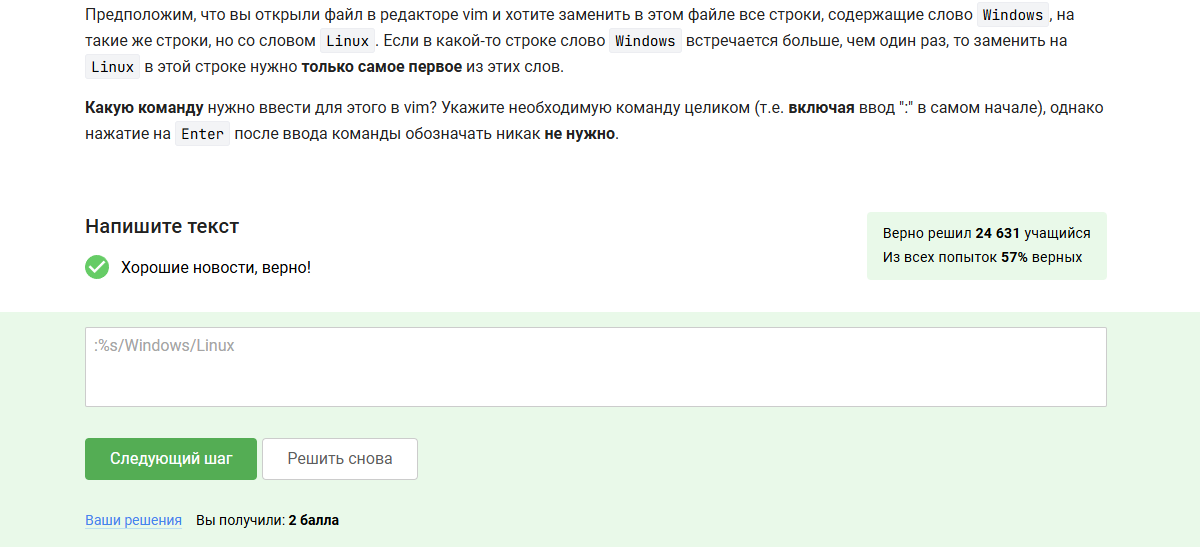 Предположим, что вы открыли файл в редакторе vim и хотите заменить в этом файле все строки, содержащие слово Windows, на
такие же строки, но со словом Linux. Если в какой-то строке слово Windows встречается больше, чем один раз, то заменить на
Linux в этой строке нужно только самое первое из этих слов.
Какую команду нужно ввести для этого в vim? Укажите необходимую команду целиком (т.е. включая ввод ":" в самом начале), однако
нажатие на Enter после ввода команды обозначать никак не нужно.
Напишите текст
Хорошие новости, верно!
Верно решил 24 631 учащийся
Из всех попыток 57% верных
:%s/Windows/Linux
Следующий шаг
Решить снова
Ваши решения
Вы получили: 2 балла